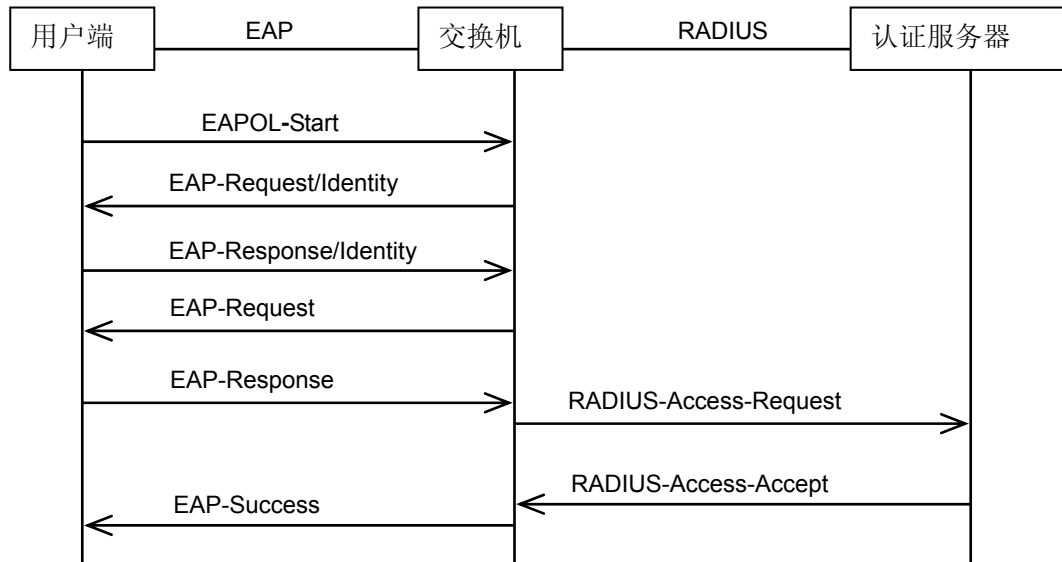 用户端
EAP
交换机
RADIUS
认证服务器
EAPOL-Start
EAP-Request/Identity
EAP-Response/Identity
EAP-Request
EAP-Response
RADIUS-Access-Request
RADIUS-Access-Accept
EAP-Success